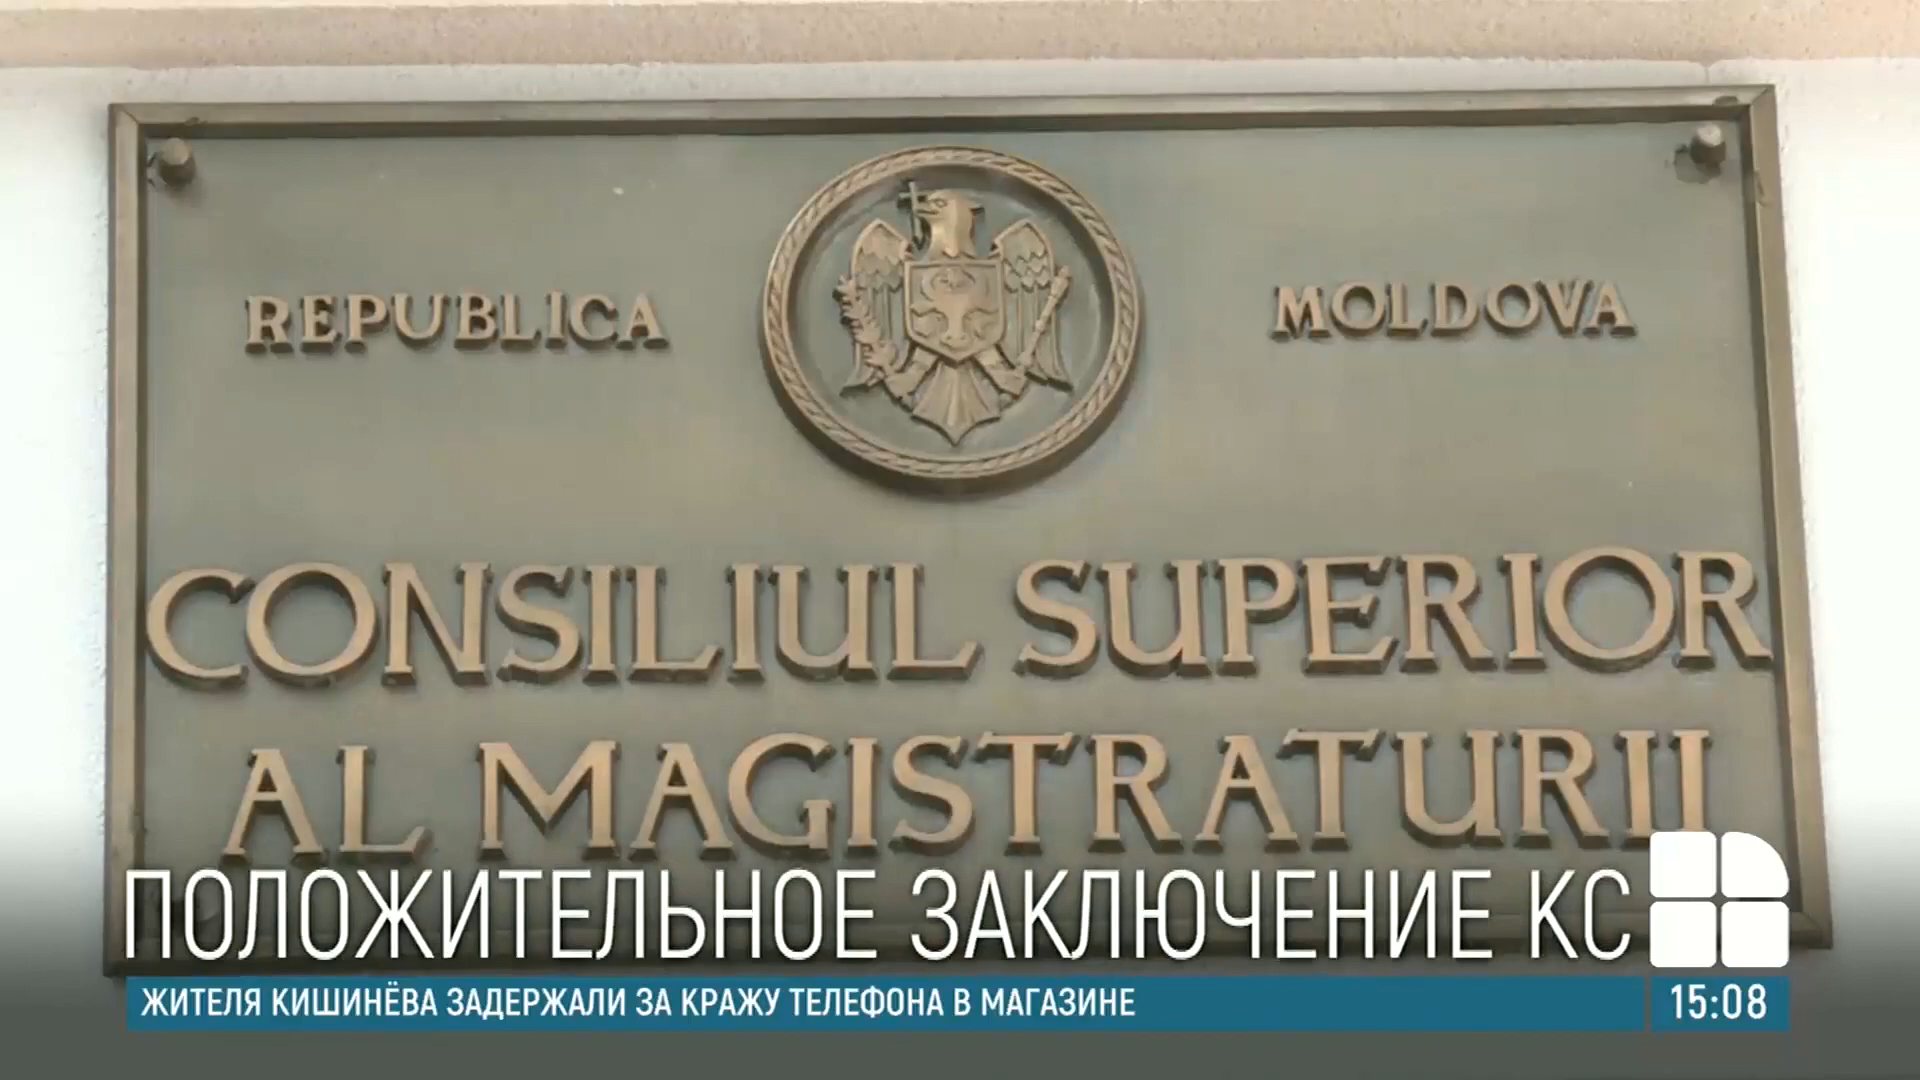 REPUBLICA MOLDOVA
CONSILIUL SUPERIOR
AL MAGISTRATURII
ПОЛОЖИТЕЛЬНОЕ ЗАКЛЮЧЕНИЕ КС
ЖИТЕЛЯ КИШИНЁВА ЗАДЕРЖАЛИ ЗА КРАЖУ ТЕЛЕФОНА В МАГАЗИНЕ
15:08